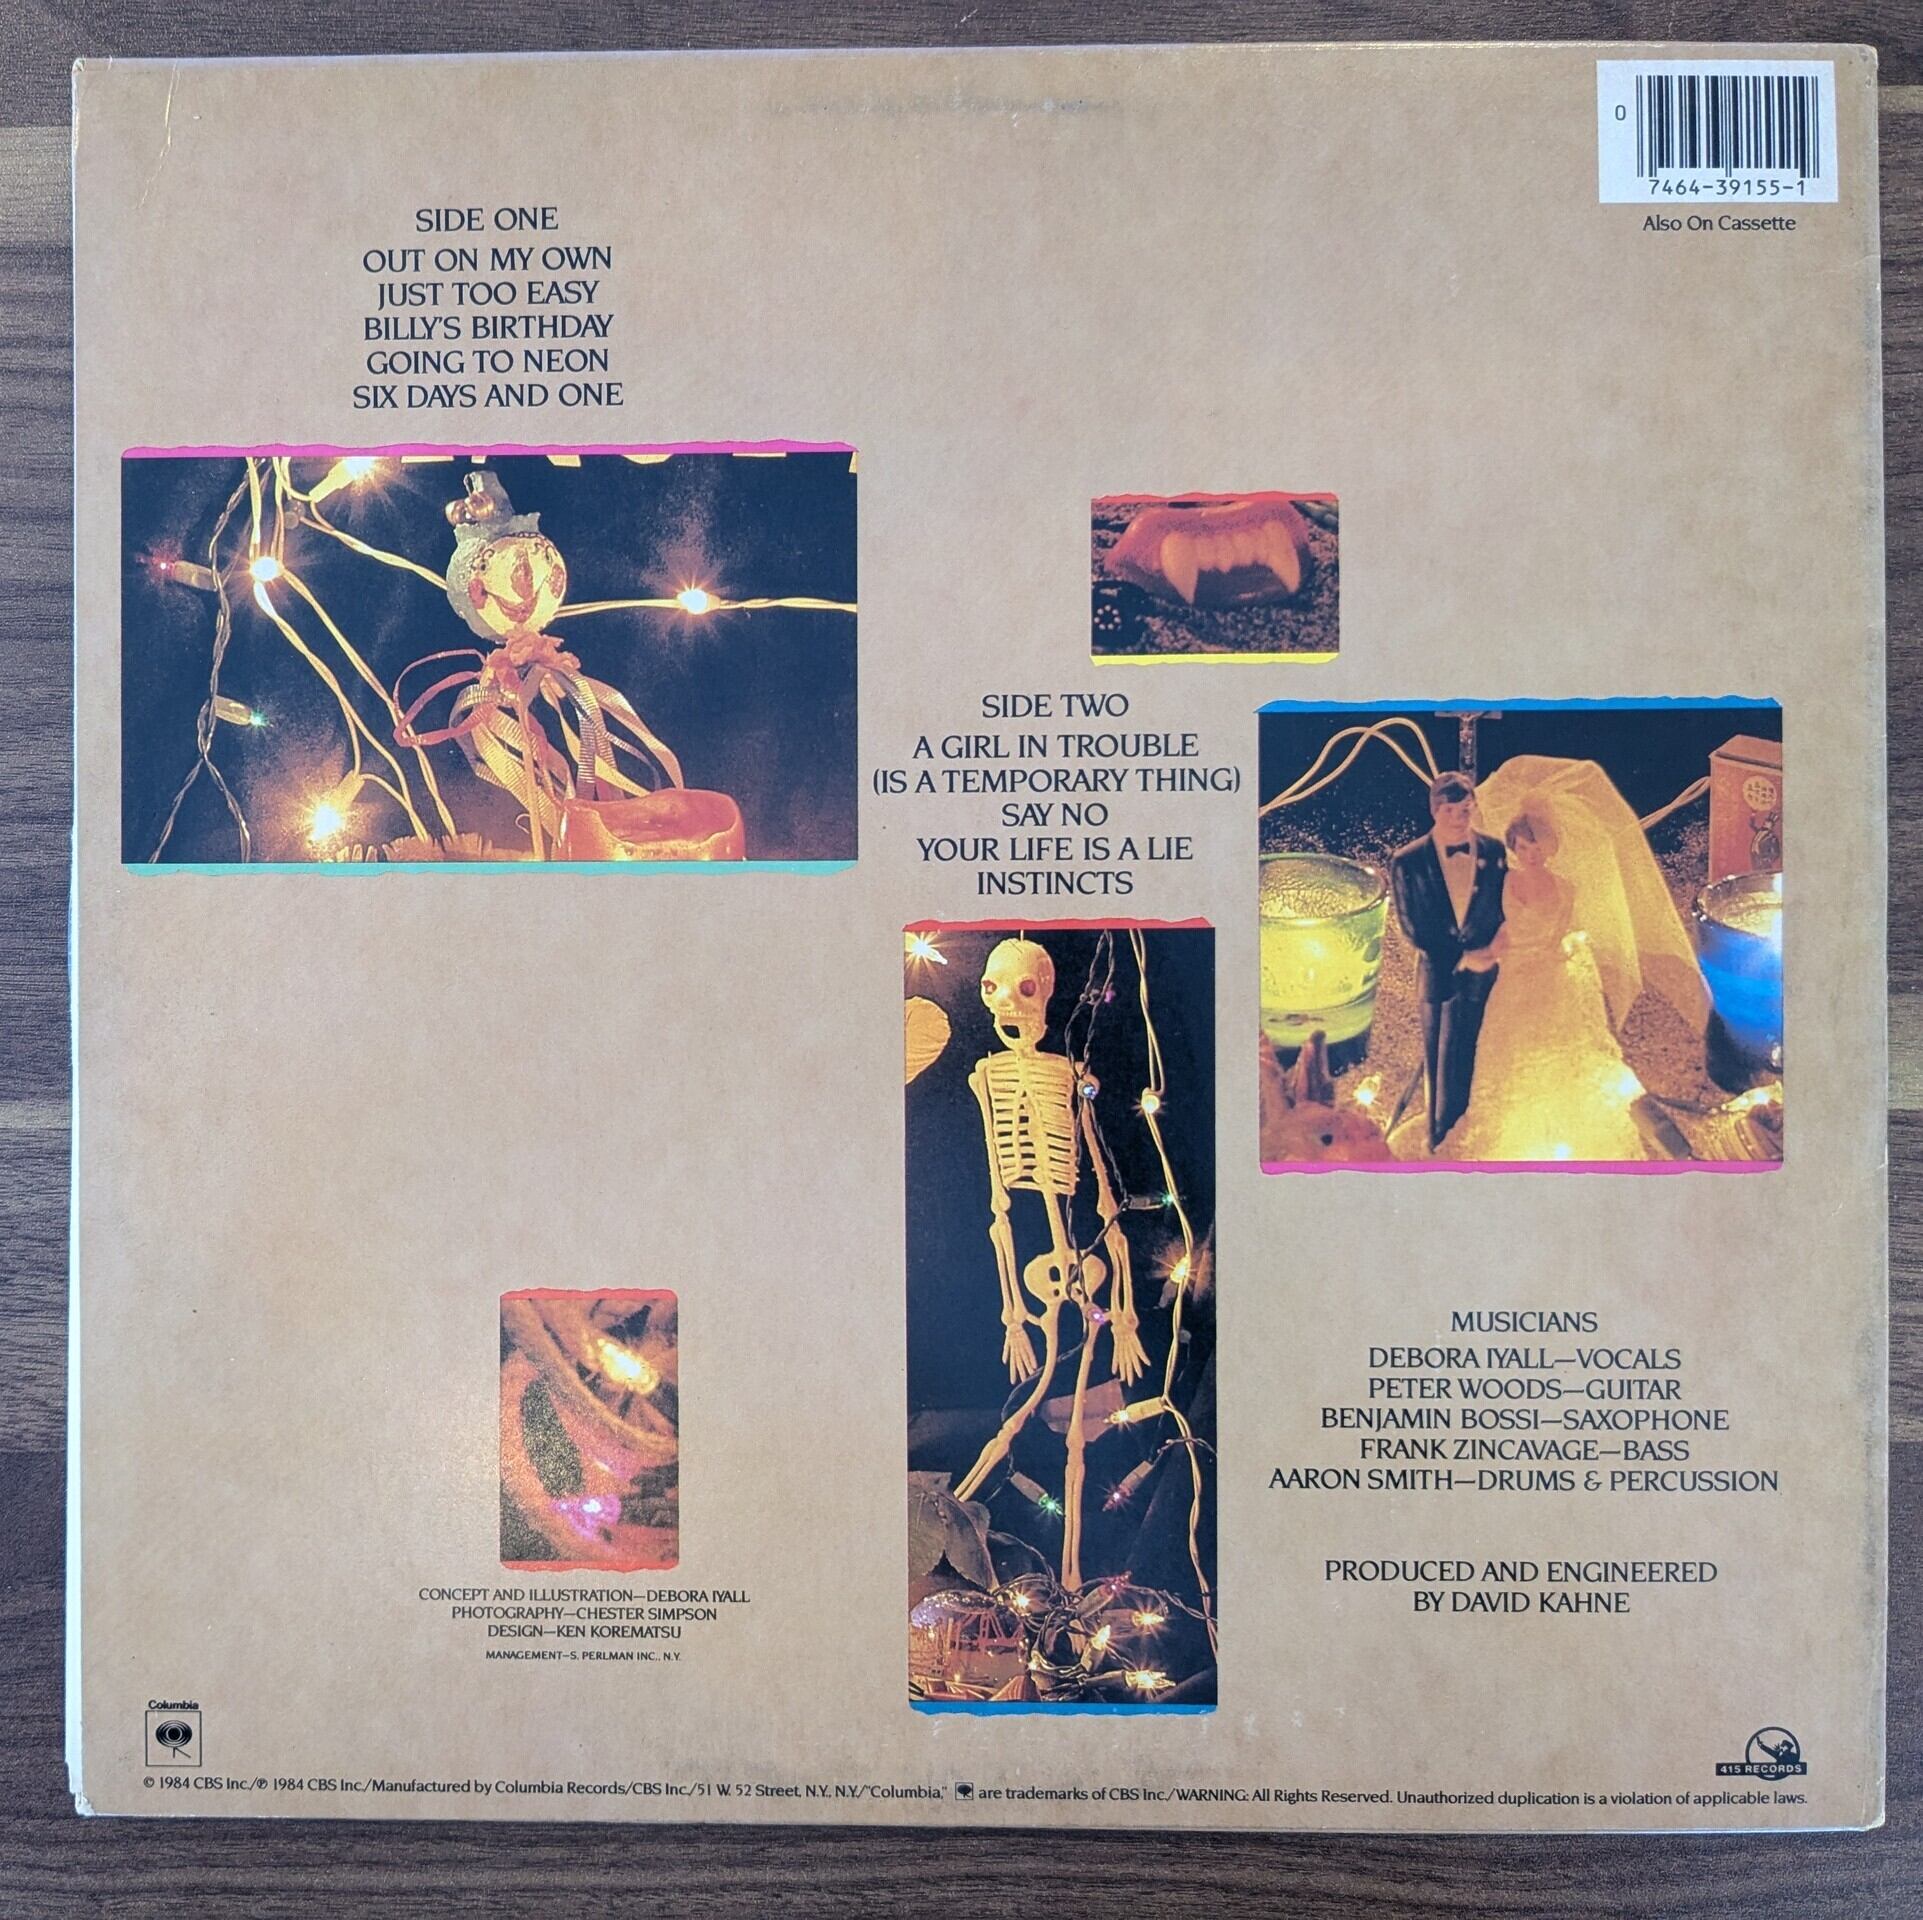 0
7464-39155-1
Also On Cassette
SIDE ONE
OUT ON MY OWN
JUST TOO EASY
BILLY'S BIRTHDAY
GOING TO NEON
SIX DAYS AND ONE
SIDE TWO
A GIRL IN TROUBLE
(IS A TEMPORARY THING)
SAY NO
YOUR LIFE IS A LIE
INSTINCTS
MUSICIANS
DEBORA IYALL—VOCALS
PETER WOODS—GUITAR
BENJAMIN BOSSI—SAXOPHONE
FRANK ZINCAVAGE—BASS
AARON SMITH—DRUMS & PERCUSSION
PRODUCED AND ENGINEERED
BY DAVID KAHNE
CONCEPT AND ILLUSTRATION—DEBORA IYALL
PHOTOGRAPHY—CHESTER SIMPSON
DESIGN—KEN KOREMATSU
MANAGEMENT—S. PERLMAN INC., N.Y.
Columbia
415 RECORDS
© 1984 CBS Inc./℗ 1984 CBS Inc./Manufactured by Columbia Records/CBS Inc./51 W. 52 Street, N.Y., N.Y./"Columbia," are trademarks of CBS Inc./WARNING: All Rights Reserved. Unauthorized duplication is a violation of applicable laws.